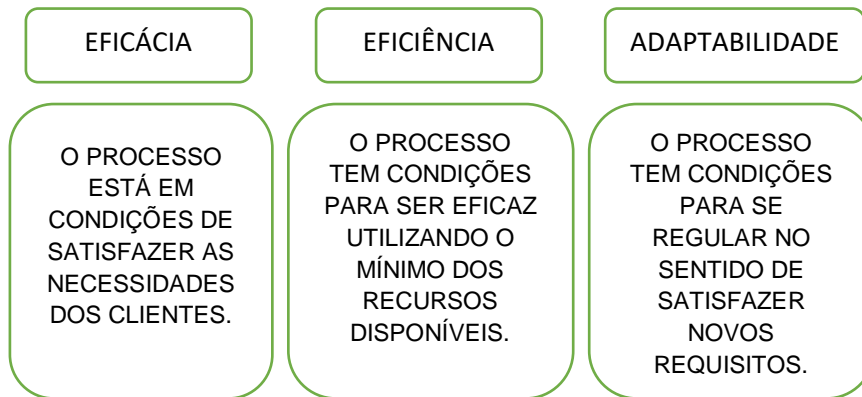 EFICÁCIA
EFICIÊNCIA
ADAPTABILIDADE
O PROCESSO
ESTÁ EM
CONDIÇÕES DE
SATISFAZER AS
NECESSIDADES
DOS CLIENTES.
O PROCESSO
TEM CONDIÇÕES
PARA SER EFICAZ
UTILIZANDO O
MÍNIMO DOS
RECURSOS
DISPONÍVEIS.
O PROCESSO
TEM CONDIÇÕES
PARA SE
REGULAR NO
SENTIDO DE
SATISFAZER
NOVOS
REQUISITOS.